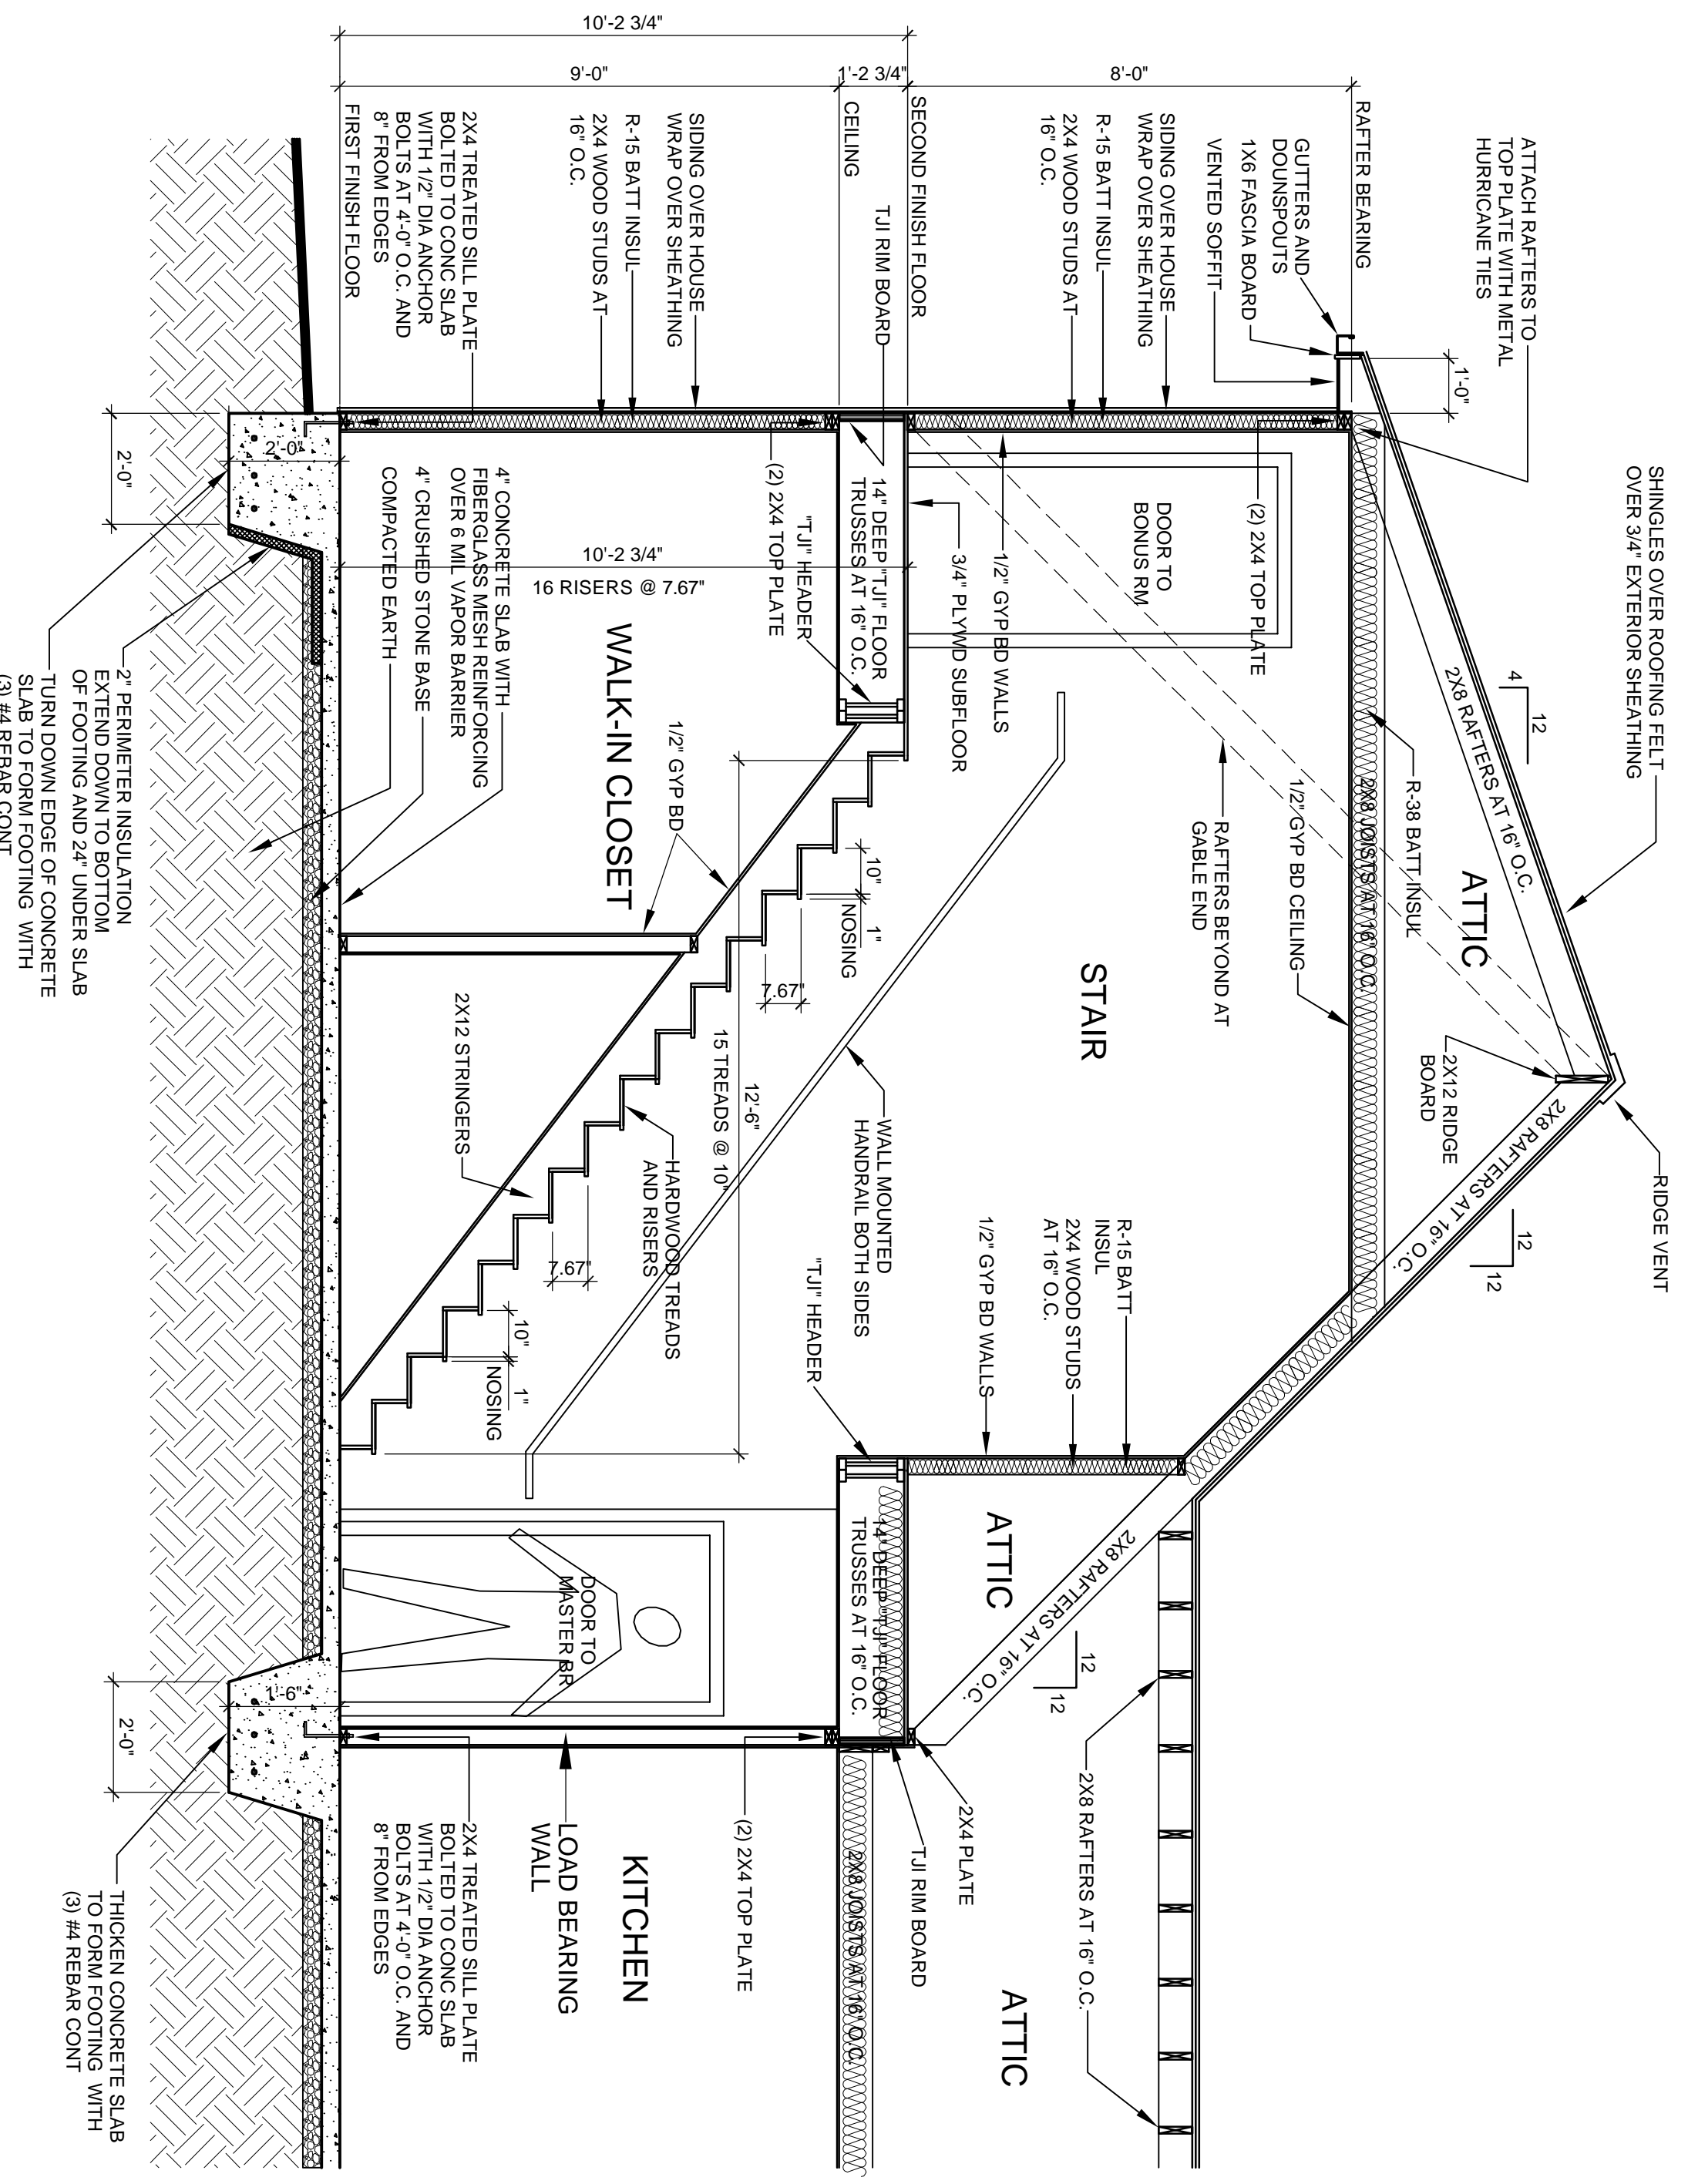 SHINGLES OVER ROOFING FELT
OVER 3/4" EXTERIOR SHEATHING
RIDGE VENT
ATTACH RAFTERS TO
TOP PLATE WITH METAL
HURRICANE TIES
4
12
12
12
2X8 RAFTERS AT 16" O.C.
2X8 RAFTERS AT 16" O.C.
ATTIC
2X12 RIDGE
BOARD
1'-0"
R-38 BATT INSUL
2X8 JOISTS AT 16" O.C.
RAFTER BEARING
GUTTERS AND
DOUNSPOUTS
1X6 FASCIA BOARD
VENTED SOFFIT
(2) 2X4 TOP PLATE
1/2" GYP BD CEILING
RAFTERS BEYOND AT
GABLE END
8'-0"
SIDING OVER HOUSE
WRAP OVER SHEATHING
R-15 BATT INSUL
2X4 WOOD STUDS AT
16" O.C.
DOOR TO
BONUS RM
STAIR
R-15 BATT
INSUL
2X4 WOOD STUDS
AT 16" O.C.
1/2" GYP BD WALLS
12
12
2X8 RAFTERS AT 16" O.C.
ATTIC
2X8 RAFTERS AT 16" O.C.
ATTIC
1/2" GYP BD WALLS
3/4" PLYWD SUBFLOOR
SECOND FINISH FLOOR
2X4 PLATE
TJI RIM BOARD
10'-2 3/4"
1'-2 3/4"
TJI RIM BOARD
14" DEEP "TJI" FLOOR
TRUSSES AT 16" O.C.
14" DEEP "TJI" FLOOR
TRUSSES AT 16" O.C.
2X8 JOISTS AT 16" O.C.
CEILING
"TJI" HEADER
(2) 2X4 TOP PLATE
10"
1"
NOSING
7.67"
WALL MOUNTED
HANDRAIL BOTH SIDES
"TJI" HEADER
12'-6"
15 TREADS @ 10"
(2) 2X4 TOP PLATE
9'-0"
SIDING OVER HOUSE
WRAP OVER SHEATHING
R-15 BATT INSUL
2X4 WOOD STUDS AT
16" O.C.
10'-2 3/4"
16 RISERS @ 7.67"
WALK-IN CLOSET
1/2" GYP BD
HARDWOOD TREADS
AND RISERS
2X12 STRINGERS
7.67"
10"
1"
NOSING
DOOR TO
MASTER BR
KITCHEN
LOAD BEARING
WALL
2X4 TREATED SILL PLATE
BOLTED TO CONC SLAB
WITH 1/2" DIA ANCHOR
BOLTS AT 4'-0" O.C. AND
8" FROM EDGES
FIRST FINISH FLOOR
4" CONCRETE SLAB WITH
FIBERGLASS MESH REINFORCING
OVER 6 MIL VAPOR BARRIER
4" CRUSHED STONE BASE
COMPACTED EARTH
2X4 TREATED SILL PLATE
BOLTED TO CONC SLAB
WITH 1/2" DIA ANCHOR
BOLTS AT 4'-0" O.C. AND
8" FROM EDGES
2'-0"
2'-0"
1'-6"
2'-0"
2" PERIMETER INSULATION
EXTEND DOWN TO BOTTOM
OF FOOTING AND 24" UNDER SLAB
TURN DOWN EDGE OF CONCRETE
SLAB TO FORM FOOTING WITH
(3) #4 REBAR CONT
THICKEN CONCRETE SLAB
TO FORM FOOTING WITH
(3) #4 REBAR CONT